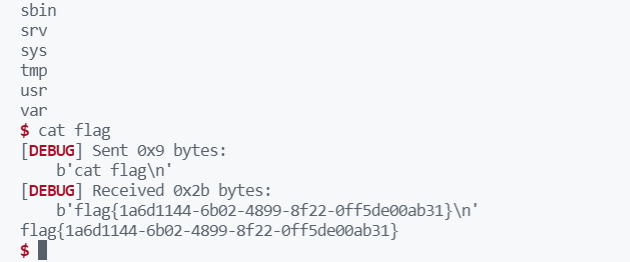 sbin
srv
sys
tmp
usr
var
$ cat flag
[DEBUG] Sent 0x9 bytes:
    b'cat flag\n'
[DEBUG] Received 0x2b bytes:
    b'flag{1a6d1144-6b02-4899-8f22-0ff5de00ab31}\n'
flag{1a6d1144-6b02-4899-8f22-0ff5de00ab31}
$